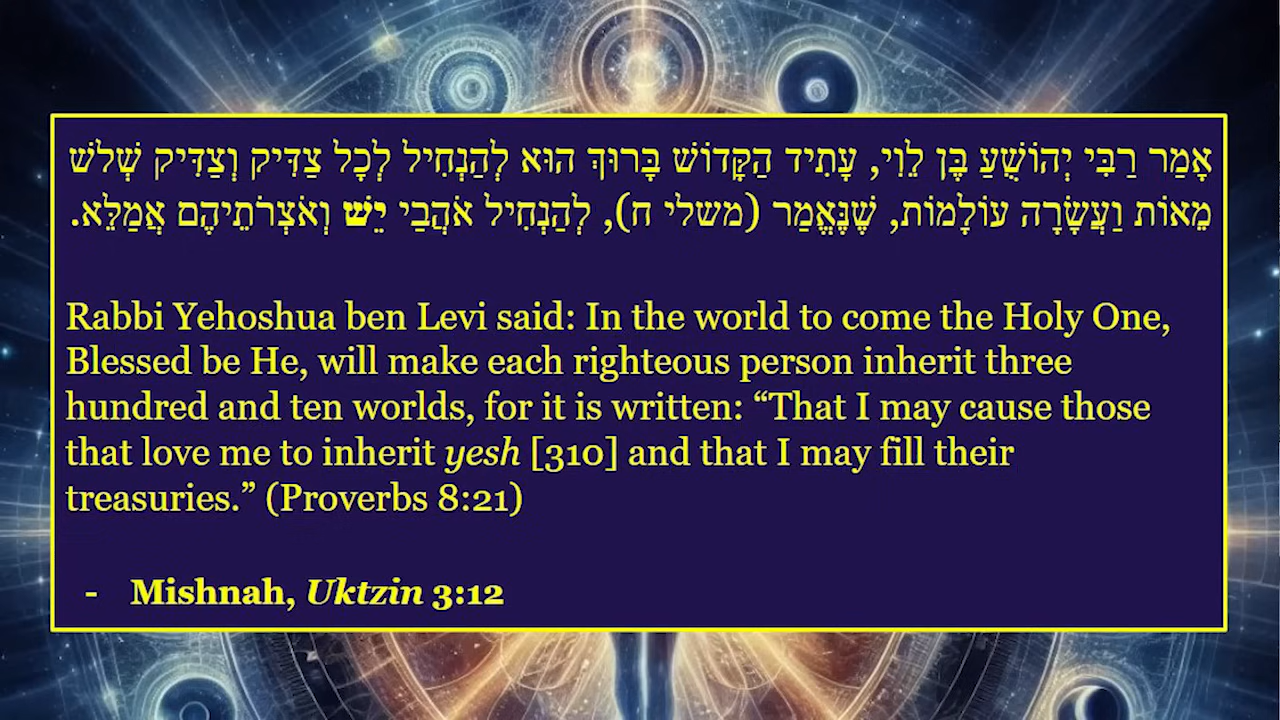 אָמַר רַבִּי יְהוֹשֻׁעַ בֶּן לֵוִי, עָתִיד הַקָּדוֹשׁ בָּרוּךְ הוּא לְהַנְחִיל לְכָל צַדִּיק וְצַדִּיק שְׁלשׁ
מֵאוֹת וַעֲשָׂרָה עוֹלָמוֹת, שֶׁנֶּאֱמַר (משלי ח), לְהַנְחִיל אֹהֲבַי יֵשׁ וְאֹצְרֹתֵיהֶם אֲמַלֵּא.
Rabbi Yehoshua ben Levi said: In the world to come the Holy One,
Blessed be He, will make each righteous person inherit three
hundred and ten worlds, for it is written: “That I may cause those
that love me to inherit yesh [310] and that I may fill their
treasuries.” (Proverbs 8:21)
- Mishnah, Uktzin 3:12